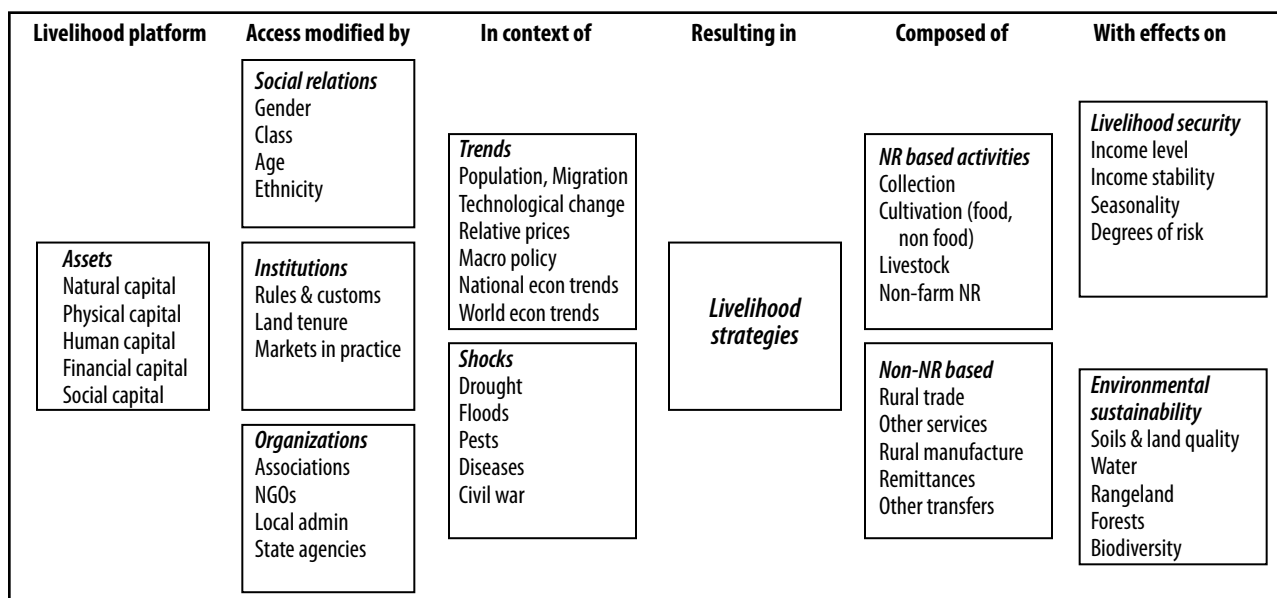 Livelihood platform
Access modified by
In context of
Resulting in
Composed of
With effects on
Assets
Natural capital
Physical capital
Human capital
Financial capital
Social capital
Social relations
Gender
Class
Age
Ethnicity
Institutions
Rules & customs
Land tenure
Markets in practice
Organizations
Associations
NGOs
Local admin
State agencies
Trends
Population, Migration
Technological change
Relative prices
Macro policy
National econ trends
World econ trends
Shocks
Drought
Floods
Pests
Diseases
Civil war
Livelihood
strategies
NR based activities
Collection
Cultivation (food,
non food)
Livestock
Non-farm NR
Non-NR based
Rural trade
Other services
Rural manufacture
Remittances
Other transfers
Livelihood security
Income level
Income stability
Seasonality
Degrees of risk
Environmental
sustainability
Soils & land quality
Water
Rangeland
Forests
Biodiversity